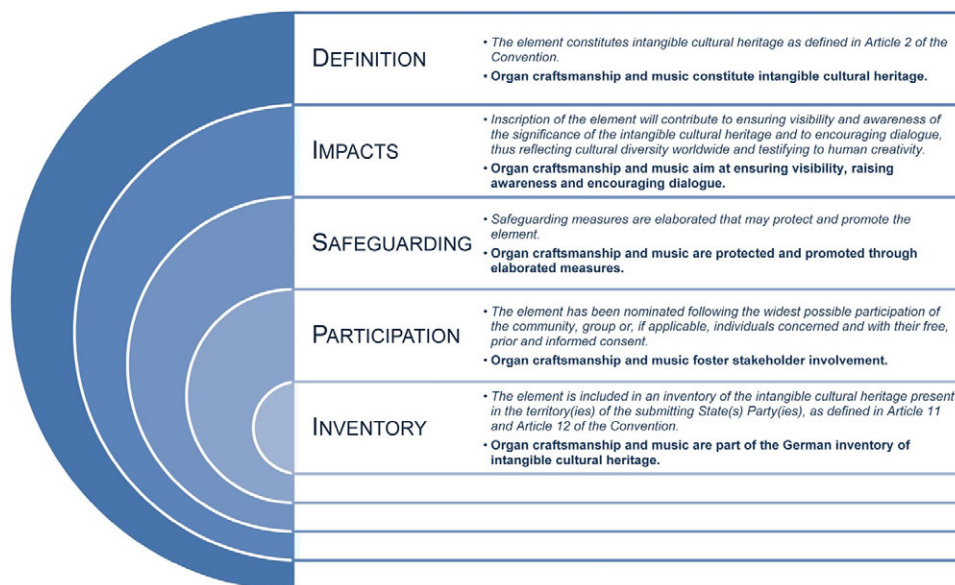 DEFINITION
• The element constitutes intangible cultural heritage as defined in Article 2 of the
Convention.
• Organ craftsmanship and music constitute intangible cultural heritage.
IMPACTS
• Inscription of the element will contribute to ensuring visibility and awareness of
the significance of the intangible cultural heritage and to encouraging dialogue,
thus reflecting cultural diversity worldwide and testifying to human creativity.
• Organ craftsmanship and music aim at ensuring visibility, raising
awareness and encouraging dialogue.
SAFEGUARDING
• Safeguarding measures are elaborated that may protect and promote the
element.
• Organ craftsmanship and music are protected and promoted through
elaborated measures.
PARTICIPATION
• The element has been nominated following the widest possible participation of
the community, group or, if applicable, individuals concerned and with their free,
prior and informed consent.
• Organ craftsmanship and music foster stakeholder involvement.
INVENTORY
• The element is included in an inventory of the intangible cultural heritage present
in the territory(ies) of the submitting State(s) Party(ies), as defined in Article 11
and Article 12 of the Convention.
• Organ craftsmanship and music are part of the German inventory of
intangible cultural heritage.